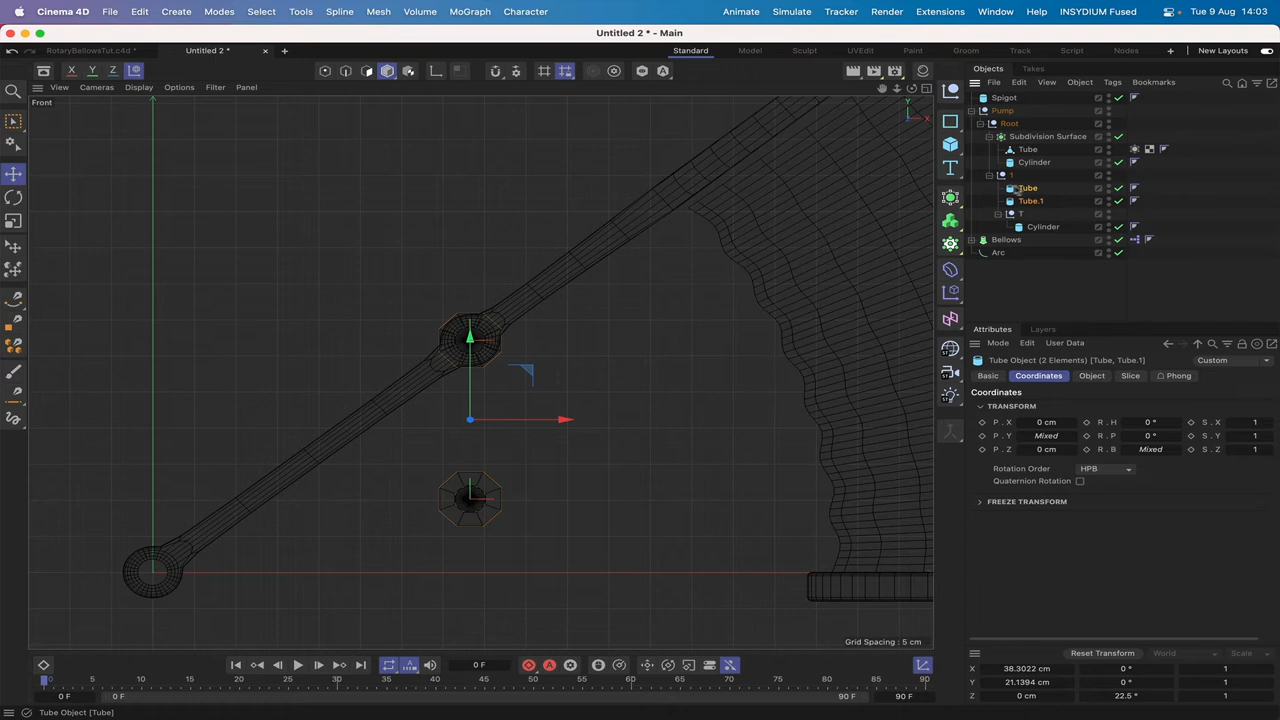 Cinema 4D File Edit Create Modes Select Tools Spline Mesh Volume MoGraph Character Animate Simulate Tracker Render Extensions Window Help INSYDIUM Fused Tue 9 Aug 14:03
Untitled 2 * - Main
RotaryBellowsTut.c4d * Untitled 2 * Standard Model Sculpt UVEdit Paint Groom Track Script Nodes New Layouts
X Y Z Objects Takes
View Cameras Display Options Filter Panel File Edit View Object Tags Bookmarks
Front
Y
X
Spigot
Pump
Root
Subdivision Surface
Tube
Cylinder
1
Tube
Tube.1
T
Cylinder
Bellows
Arc
Attributes Layers
Mode Edit User Data
Tube Object (2 Elements) [Tube, Tube.1] Custom
Basic Coordinates Object Slice Phong
Coordinates
TRANSFORM
P . X 0 cm R . H 0 ° S . X 1
P . Y Mixed R . P 0 ° S . Y 1
P . Z 0 cm R . B Mixed S . Z 1
Rotation Order HPB
Quaternion Rotation
FREEZE TRANSFORM
Grid Spacing : 5 cm
0 F
0 5 10 15 20 25 30 35 40 45 50 55 60 65 70 75 80 85 90
0 F 0 F 90 F 90 F
Reset Transform World Scale
X 38.3022 cm 0 ° 1
Y 21.1394 cm 0 ° 1
Z 0 cm 22.5 ° 1
Tube Object [Tube]